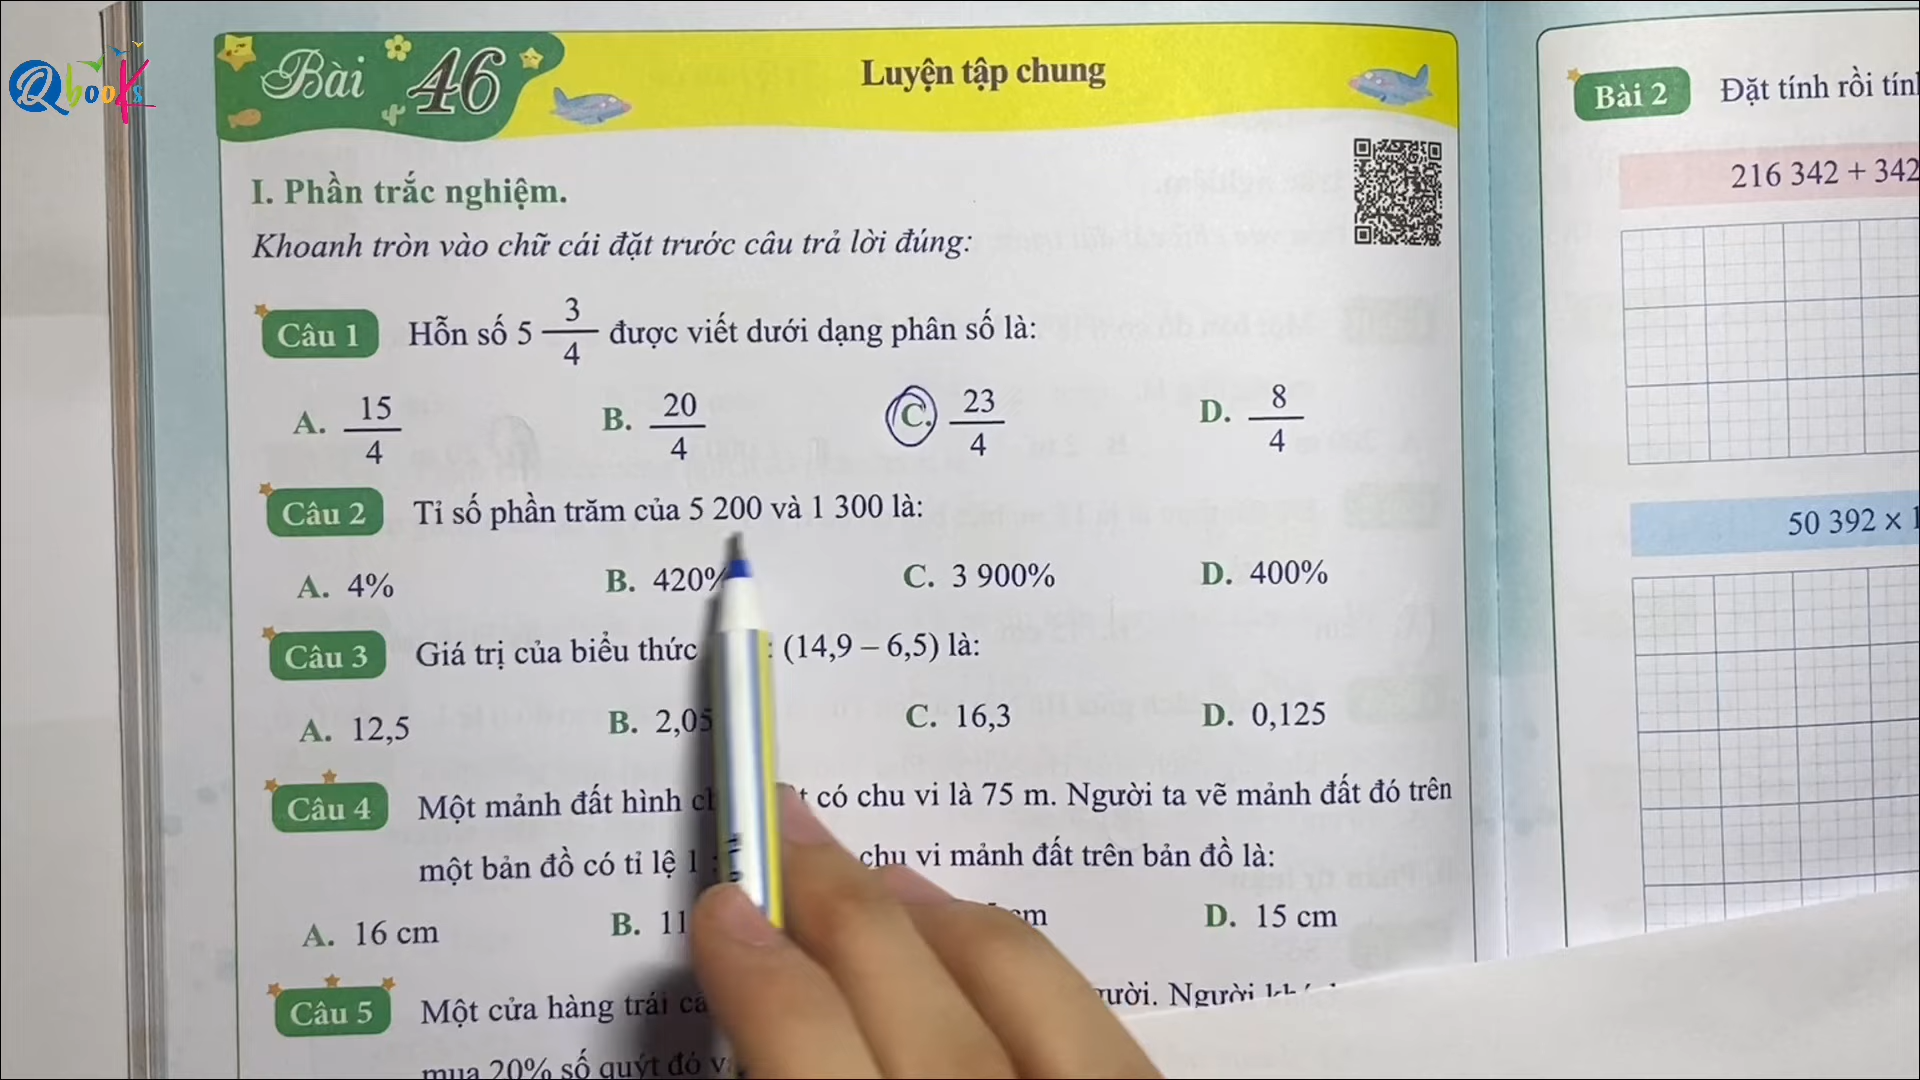 Qbooks
Bài 46
Luyện tập chung
I. Phần trắc nghiệm.
Khoanh tròn vào chữ cái đặt trước câu trả lời đúng:
Câu 1 Hỗn số 5 3/4 được viết dưới dạng phân số là:
A. 15/4 B. 20/4 C. 23/4 D. 8/4
Câu 2 Tỉ số phần trăm của 5 200 và 1 300 là:
A. 4% B. 420% C. 3 900% D. 400%
Câu 3 Giá trị của biểu thức : (14,9 – 6,5) là:
A. 12,5 B. 2,05 C. 16,3 D. 0,125
Câu 4 Một mảnh đất hình có chu vi là 75 m. Người ta vẽ mảnh đất đó trên
một bản đồ có tỉ lệ 1 : chu vi mảnh đất trên bản đồ là:
A. 16 cm B. 11 cm D. 15 cm
Câu 5 Một cửa hàng trái Người
mua 20% số quýt đó
Bài 2 Đặt tính rồi tính
216 342 + 342
50 392 × 1